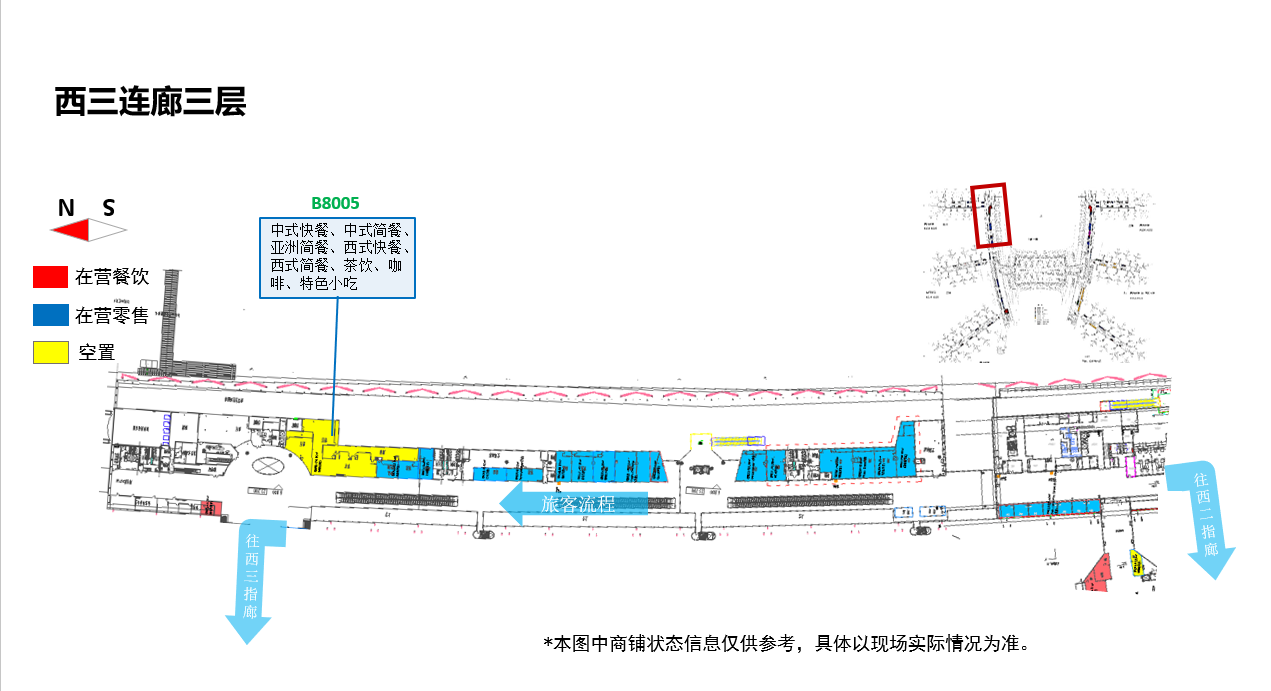 西三连廊三层
N S
在营餐饮
在营零售
空置
B8005
中式快餐、中式简餐、
亚洲简餐、西式快餐、
西式简餐、茶饮、咖
啡、特色小吃
旅客流程
往西三指廊
往西二指廊
*本图中商铺状态信息仅供参考，具体以现场实际情况为准。